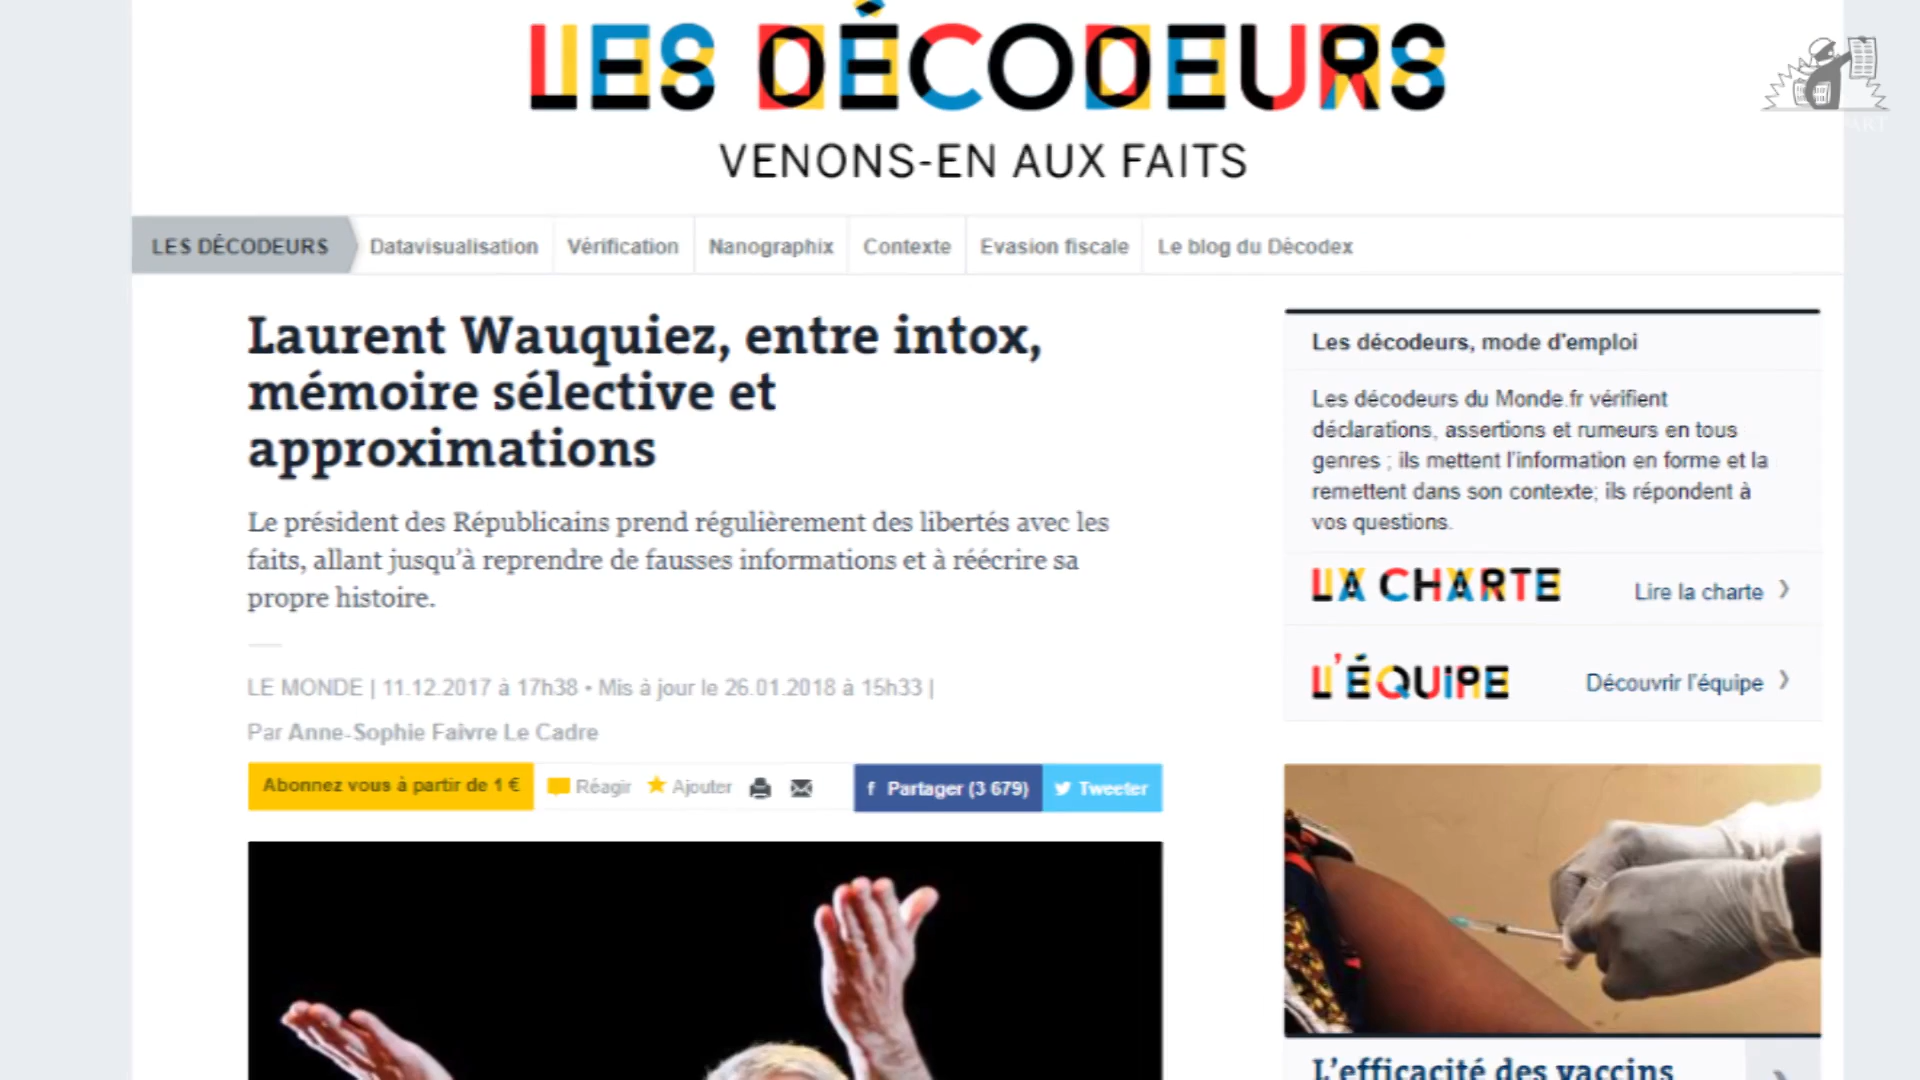 LES DÉCODEURS
VENONS-EN AUX FAITS
LES DÉCODEURS Datavisualisation Vérification Nanographix Contexte Evasion fiscale Le blog du Décodex
Laurent Wauquiez, entre intox,
mémoire sélective et
approximations
Le président des Républicains prend régulièrement des libertés avec les
faits, allant jusqu'à reprendre de fausses informations et à réécrire sa
propre histoire.
LE MONDE | 11.12.2017 à 17h38 • Mis à jour le 26.01.2018 à 15h33 |
Par Anne-Sophie Faivre Le Cadre
Abonnez vous à partir de 1 € Réagir Ajouter f Partager (3 679) Tweeter
Les décodeurs, mode d'emploi
Les décodeurs du Monde.fr vérifient
déclarations, assertions et rumeurs en tous
genres ; ils mettent l'information en forme et la
remettent dans son contexte; ils répondent à
vos questions.
LA CHARTE Lire la charte
L'ÉQUIPE Découvrir l'équipe
L'efficacité des vaccins